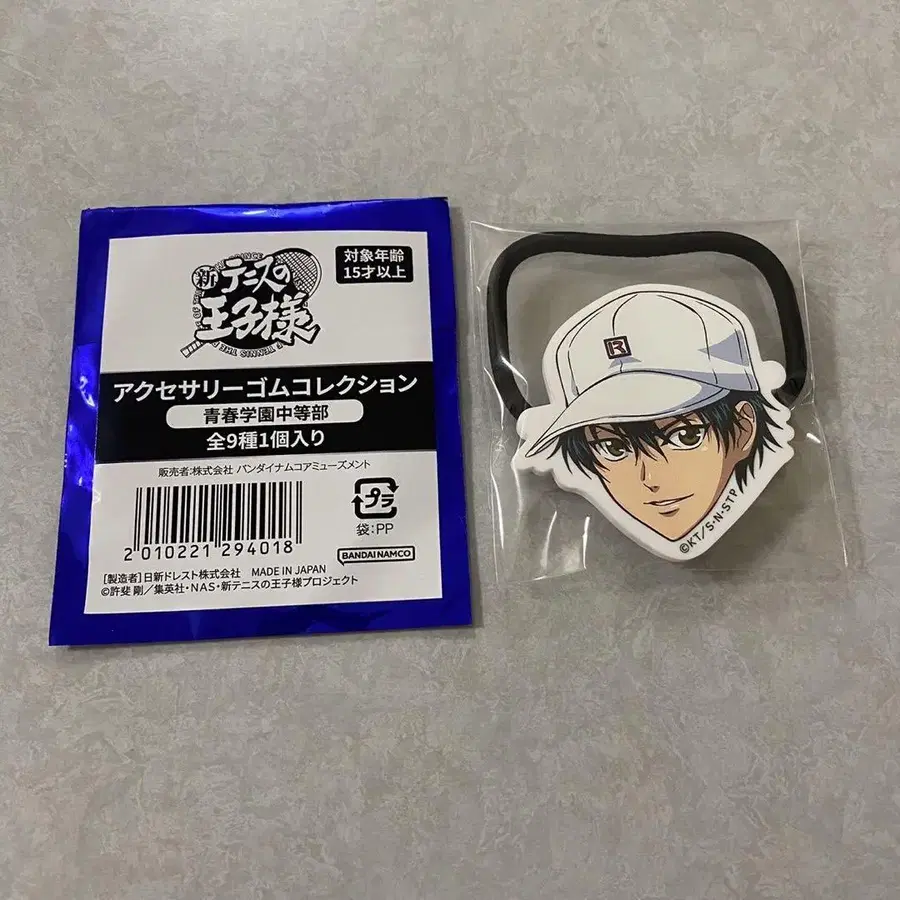 新テニスの
王子様
対象年齢
15才以上
アクセサリーゴムコレクション
青春学園中等部
全9種1個入り
販売者:株式会社 バンダイナムコアミューズメント
2 010221 294018
プラ
袋:PP
BANDAI NAMCO
[製造者]日新ドレスト株式会社 MADE IN JAPAN
©許斐 剛／集英社・NAS・新テニスの王子様プロジェクト
R
©KT/S・N・STP